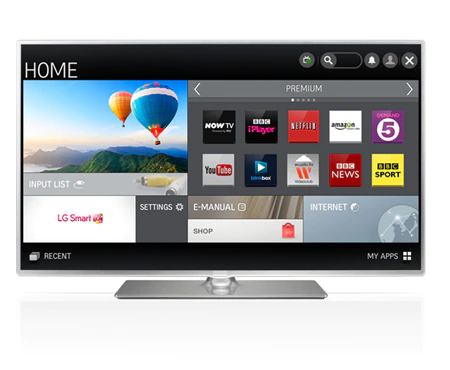 HOME
PREMIUM
NOW TV
BBC
iPlayer
NETFLIX
amazon
DEMAND
5
YouTube
blinkbox
BBC
NEWS
BBC
SPORT
INPUT LIST
LG Smart
SETTINGS
E-MANUAL
INTERNET
SHOP
RECENT
MY APPS